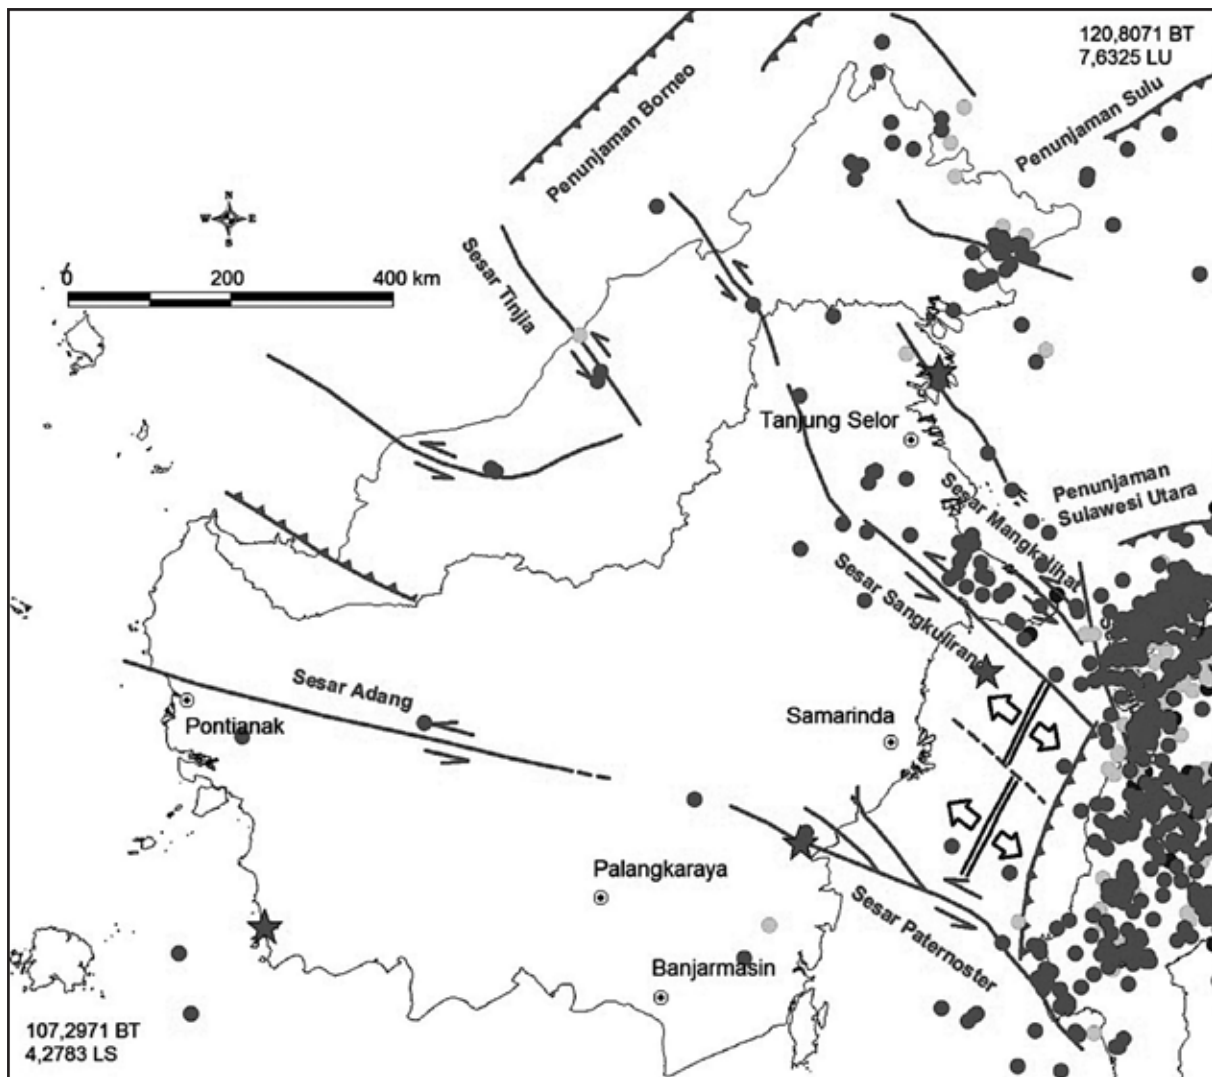 120,8071 BT
7,6325 LU
Penunjaman Borneo
Penunjaman Sulu
N
W E
S
0 200 400 km
Sesar Tinjia
Tanjung Selor
Penunjaman
Sulawesi Utara
Sesar Mangkalihat
Sesar Sangkulirang
Sesar Adang
Pontianak
Samarinda
Palangkaraya
Sesar Paternoster
Banjarmasin
107,2971 BT
4,2783 LS